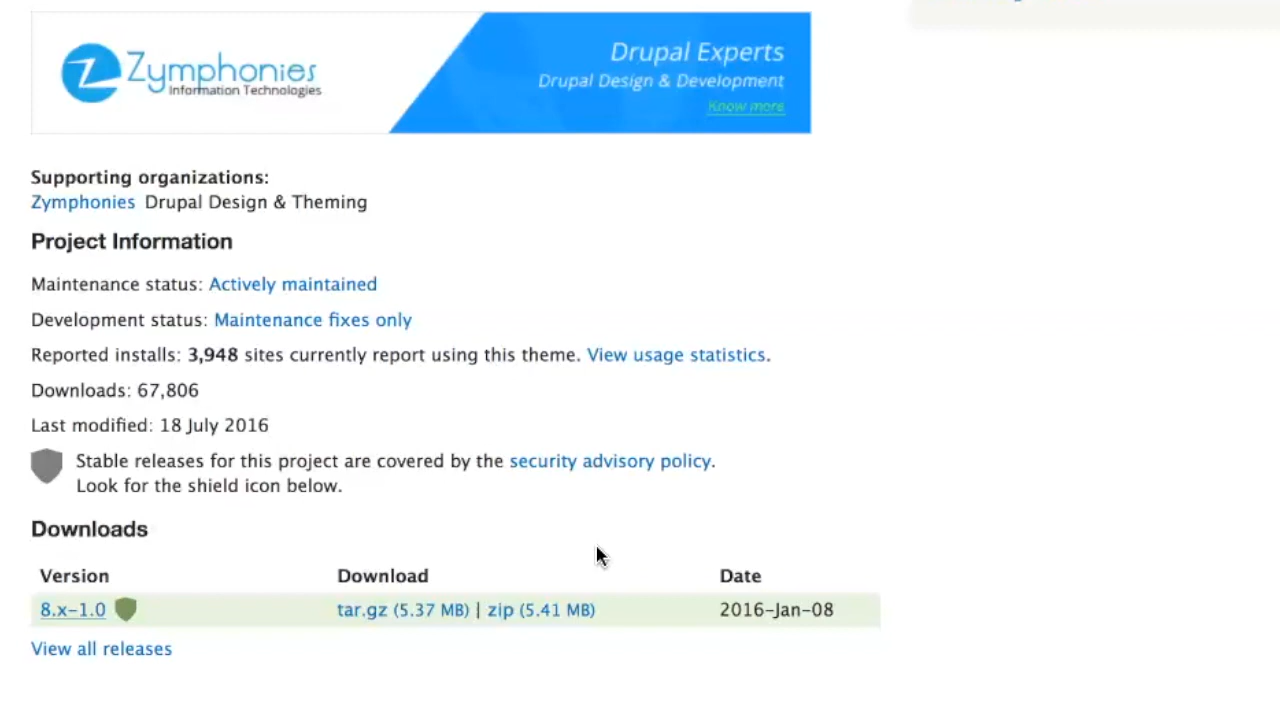 Zymphonies
Information Technologies
Drupal Experts
Drupal Design & Development
Know more
Supporting organizations:
Zymphonies Drupal Design & Theming
Project Information
Maintenance status: Actively maintained
Development status: Maintenance fixes only
Reported installs: 3,948 sites currently report using this theme. View usage statistics.
Downloads: 67,806
Last modified: 18 July 2016
Stable releases for this project are covered by the security advisory policy.
Look for the shield icon below.
Downloads
Version Download Date
8.x-1.0 tar.gz (5.37 MB) | zip (5.41 MB) 2016-Jan-08
View all releases